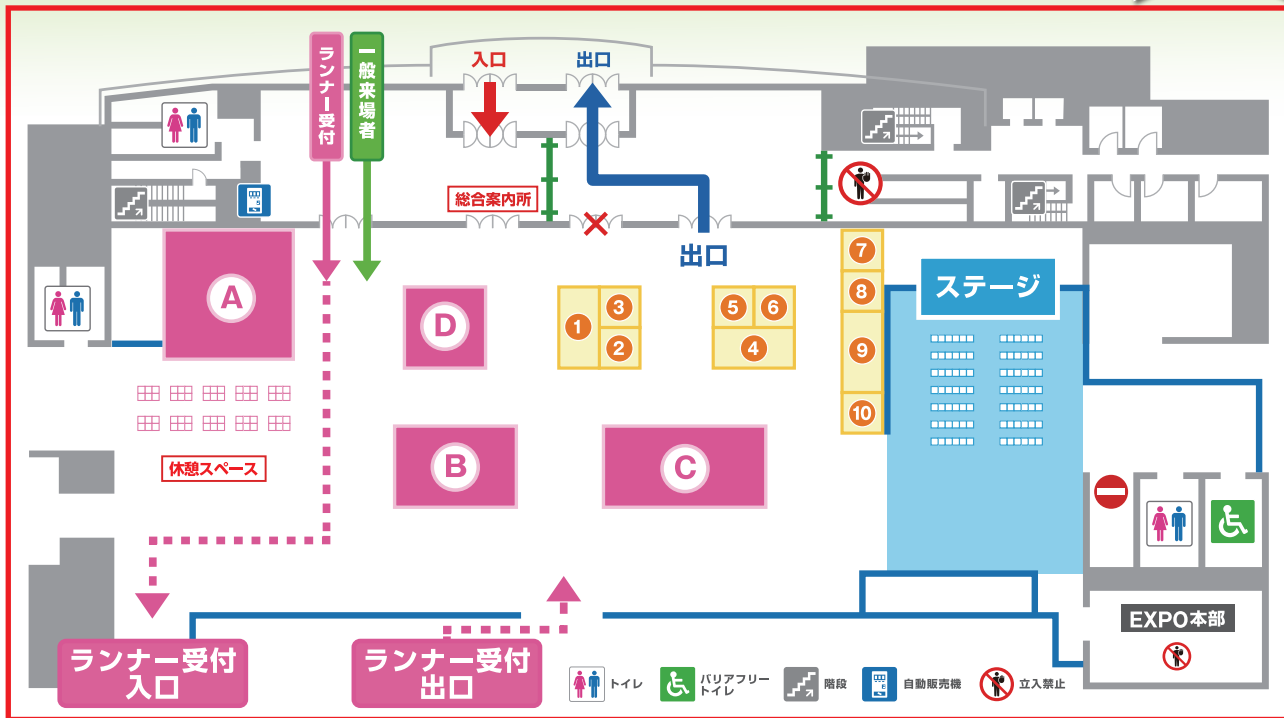 ランナー受付
一般来場者
入口
出口
総合案内所
出口
A
D
1
3
2
5
6
4
7
8
9
10
ステージ
B
C
休憩スペース
ランナー受付
入口
ランナー受付
出口
EXPO本部
トイレ
バリアフリー
トイレ
階段
自動販売機
立入禁止